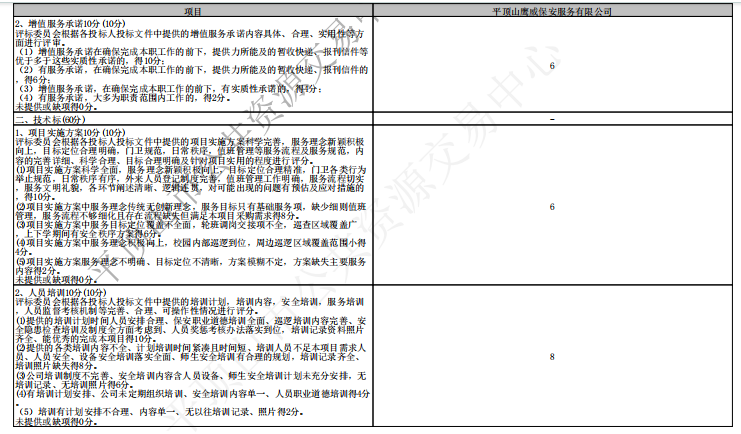 项目 平顶山鹰威保安服务有限公司
2、增值服务承诺10分(10分)
评标委员会根据各投标人投标文件中提供的增值服务承诺内容具体、合理、实用性等方
面进行评审。
（1）增值服务承诺在确保完成本职工作的前下，提供力所能及的暂收快递、报刊信件等
优于多于这些实质性承诺的，得10分；
（2）有服务承诺，在确保完成本职工作的前下，提供力所能及的暂收快递、报刊信件的
，得6分；
（3）增值服务承诺，在确保完成本职工作的前下，有实质性承诺的，得4分；
（4）有服务承诺，大多为职责范围内工作的，得2分。
未提供或缺项得0分。
6
二、技术标(60分) -
1、项目实施方案10分(10分)
评标委员会根据各投标人投标文件中提供的项目实施方案科学完善，服务理念新颖积极
向上，目标定位合理明确，门卫规范，日常秩序，值班管理等服务流程及服务规范，内
容的完善详细、科学合理、目标合理明确及针对项目实用的程度进行评分。
(1)项目实施方案科学全面，服务理念新颖积极向上，目标定位合理精准，门卫各类行为
举止规范，日常秩序有序，外来人员登记制度完善，值班管理工作明确，服务流程切实
，服务文明礼貌，各环节阐述清晰、逻辑连贯，对可能出现的问题有预估及应对措施的
，得10分。
(2)项目实施方案中服务理念传统无创新理念，服务目标只有基础服务项，缺少细则值班
管理，服务流程不够细化且存在流程缺失但满足本项目采购需求得8分。
(3)项目实施方案中服务目标定位覆盖不全面，轮班调岗交接项不全，巡查区域覆盖广
，上下学期间有安全秩序方案得6分。
(4)项目实施方案中服务理念积极向上，校园内部巡逻到位，周边巡逻区域覆盖范围小得
4分。
(5)项目实施方案服务理念不明确、目标定位不清晰，方案模糊不定，方案缺失主要服务
内容得2分。
未提供或缺项得0分。
6
2、人员培训10分(10分)
评标委员会根据各投标人投标文件中提供的培训计划，培训内容，安全培训，服务培训
，人员监督考核机制等完善、合理、可操作性情况进行评分。
(1)提供的培训计划时间人员安排合理、保安职业道德培训全面、巡逻培训内容完善、安
全隐患检查培训及制度全方面考虑到、人员奖惩考核办法落实到位，培训记录资料照片
齐全、能优秀的完成本项目得10分。
(2)提供的各类培训内容不全、计划培训时间紧凑且时间短、培训人员不足本项目需求人
员、人员安全、设备安全培训落实全面、师生安全培训有合理的规划，培训记录齐全、
培训照片缺失得8分。
(3)公司培训制度不完善、安全培训内容含人员设备、师生安全培训计划未充分安排，无
培训记录、无培训照片得6分。
(4)有培训计划安排、公司未定期组织培训、安全培训内容单一、人员职业道德培训得4分
。
（5）培训有计划安排不合理、内容单一、无以往培训记录、照片得2分。
未提供或缺项得0分。
8